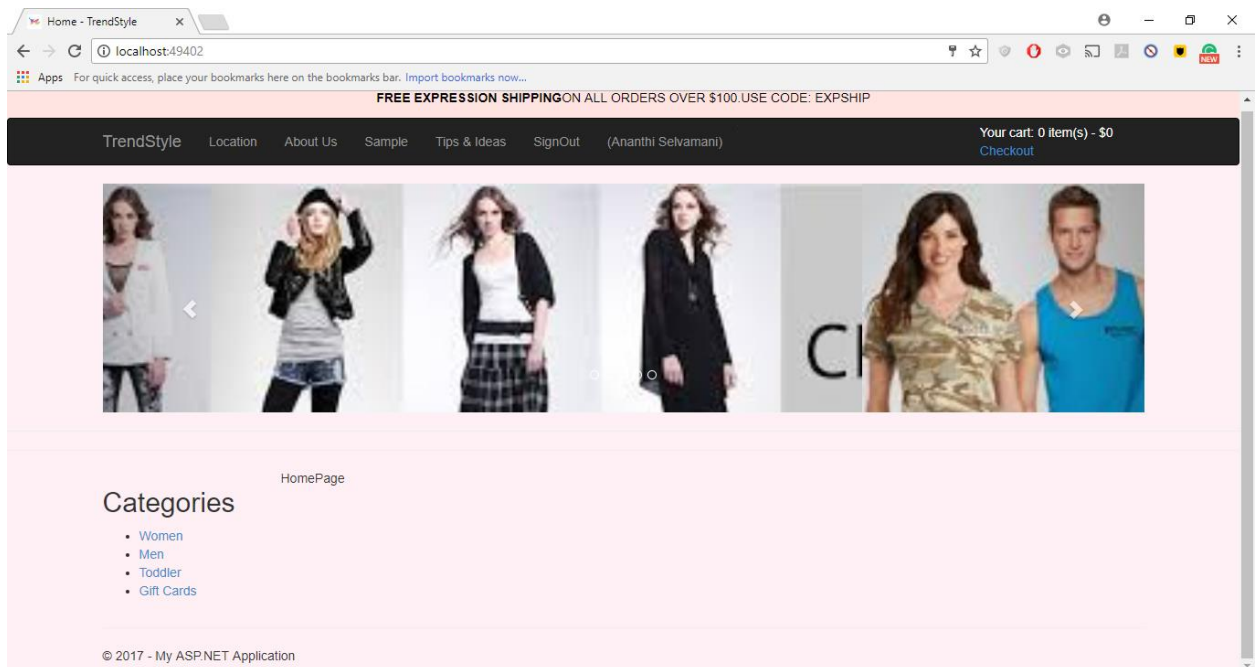 Home - TrendStyle
localhost:49402
Apps For quick access, place your bookmarks here on the bookmarks bar. Import bookmarks now...
NEW
FREE EXPRESSION SHIPPINGON ALL ORDERS OVER $100.USE CODE: EXPSHIP
TrendStyle Location About Us Sample Tips & Ideas SignOut (Ananthi Selvamani)
Your cart: 0 item(s) - $0
Checkout
HomePage
Categories
Women
Men
Toddler
Gift Cards
© 2017 - My ASP.NET Application